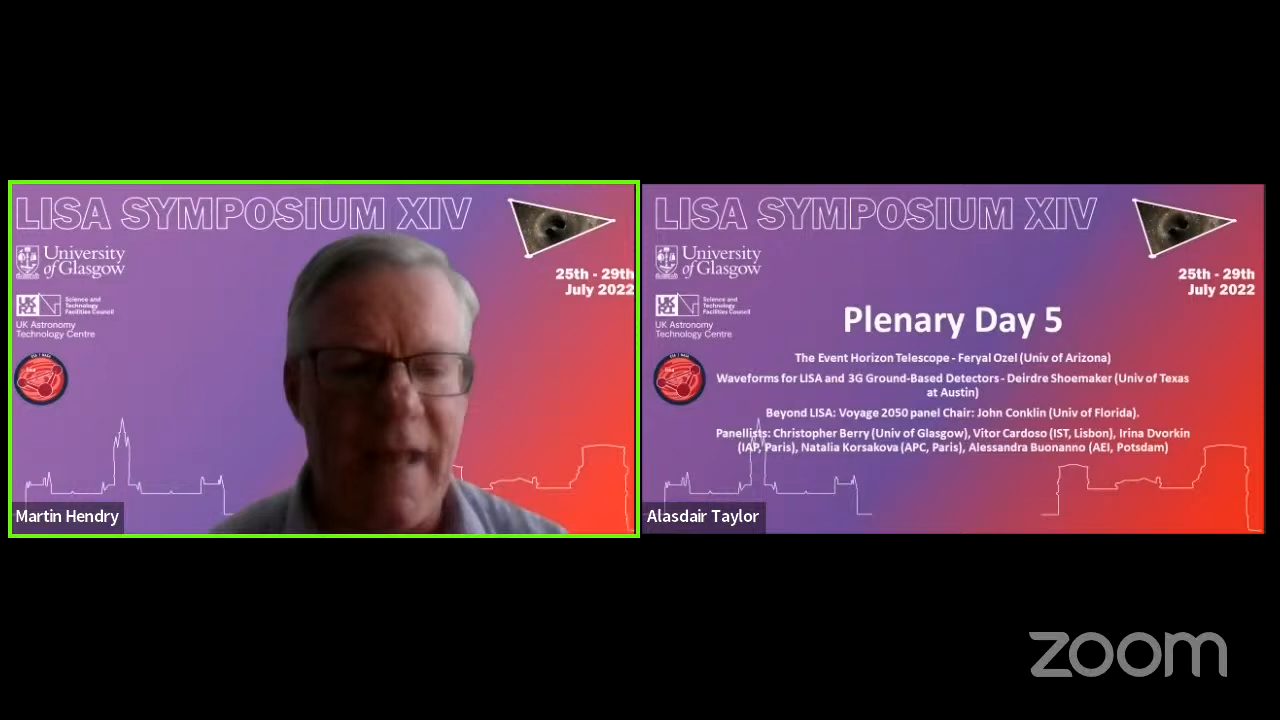 LISA SYMPOSIUM XIV
University
of Glasgow
25th - 29th
July 2022
UK
RI
Science and
Technology
Facilities Council
UK Astronomy
Technology Centre
Martin Hendry
LISA SYMPOSIUM XIV
University
of Glasgow
25th - 29th
July 2022
UK
RI
Science and
Technology
Facilities Council
UK Astronomy
Technology Centre
Plenary Day 5
The Event Horizon Telescope - Feryal Ozel (Univ of Arizona)
Waveforms for LISA and 3G Ground-Based Detectors - Deirdre Shoemaker (Univ of Texas
at Austin)
Beyond LISA: Voyage 2050 panel Chair: John Conklin (Univ of Florida).
Panellists: Christopher Berry (Univ of Glasgow), Vitor Cardoso (IST, Lisbon), Irina Dvorkin
(IAP, Paris), Natalia Korsakova (APC, Paris), Alessandra Buonanno (AEI, Potsdam)
Alasdair Taylor
zoom